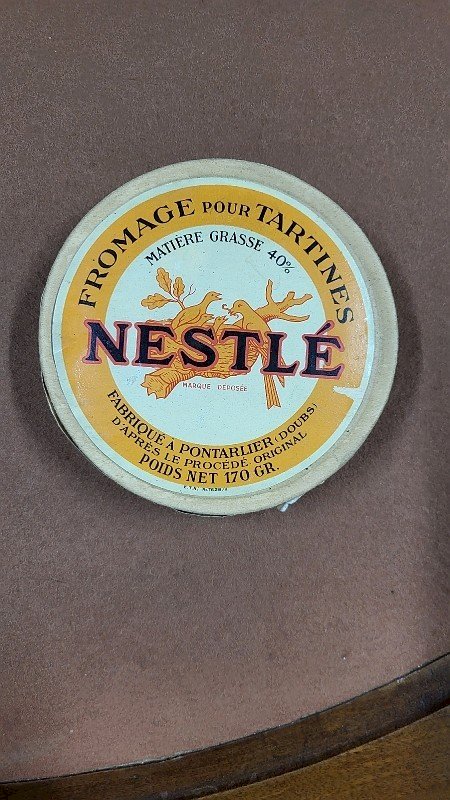 FROMAGE POUR TARTINES
MATIÈRE GRASSE 40%
NESTLÉ
MARQUE DÉPOSÉE
FABRIQUÉ A PONTARLIER (DOUBS)
D'APRÈS LE PROCÉDÉ ORIGINAL
POIDS NET 170 GR.